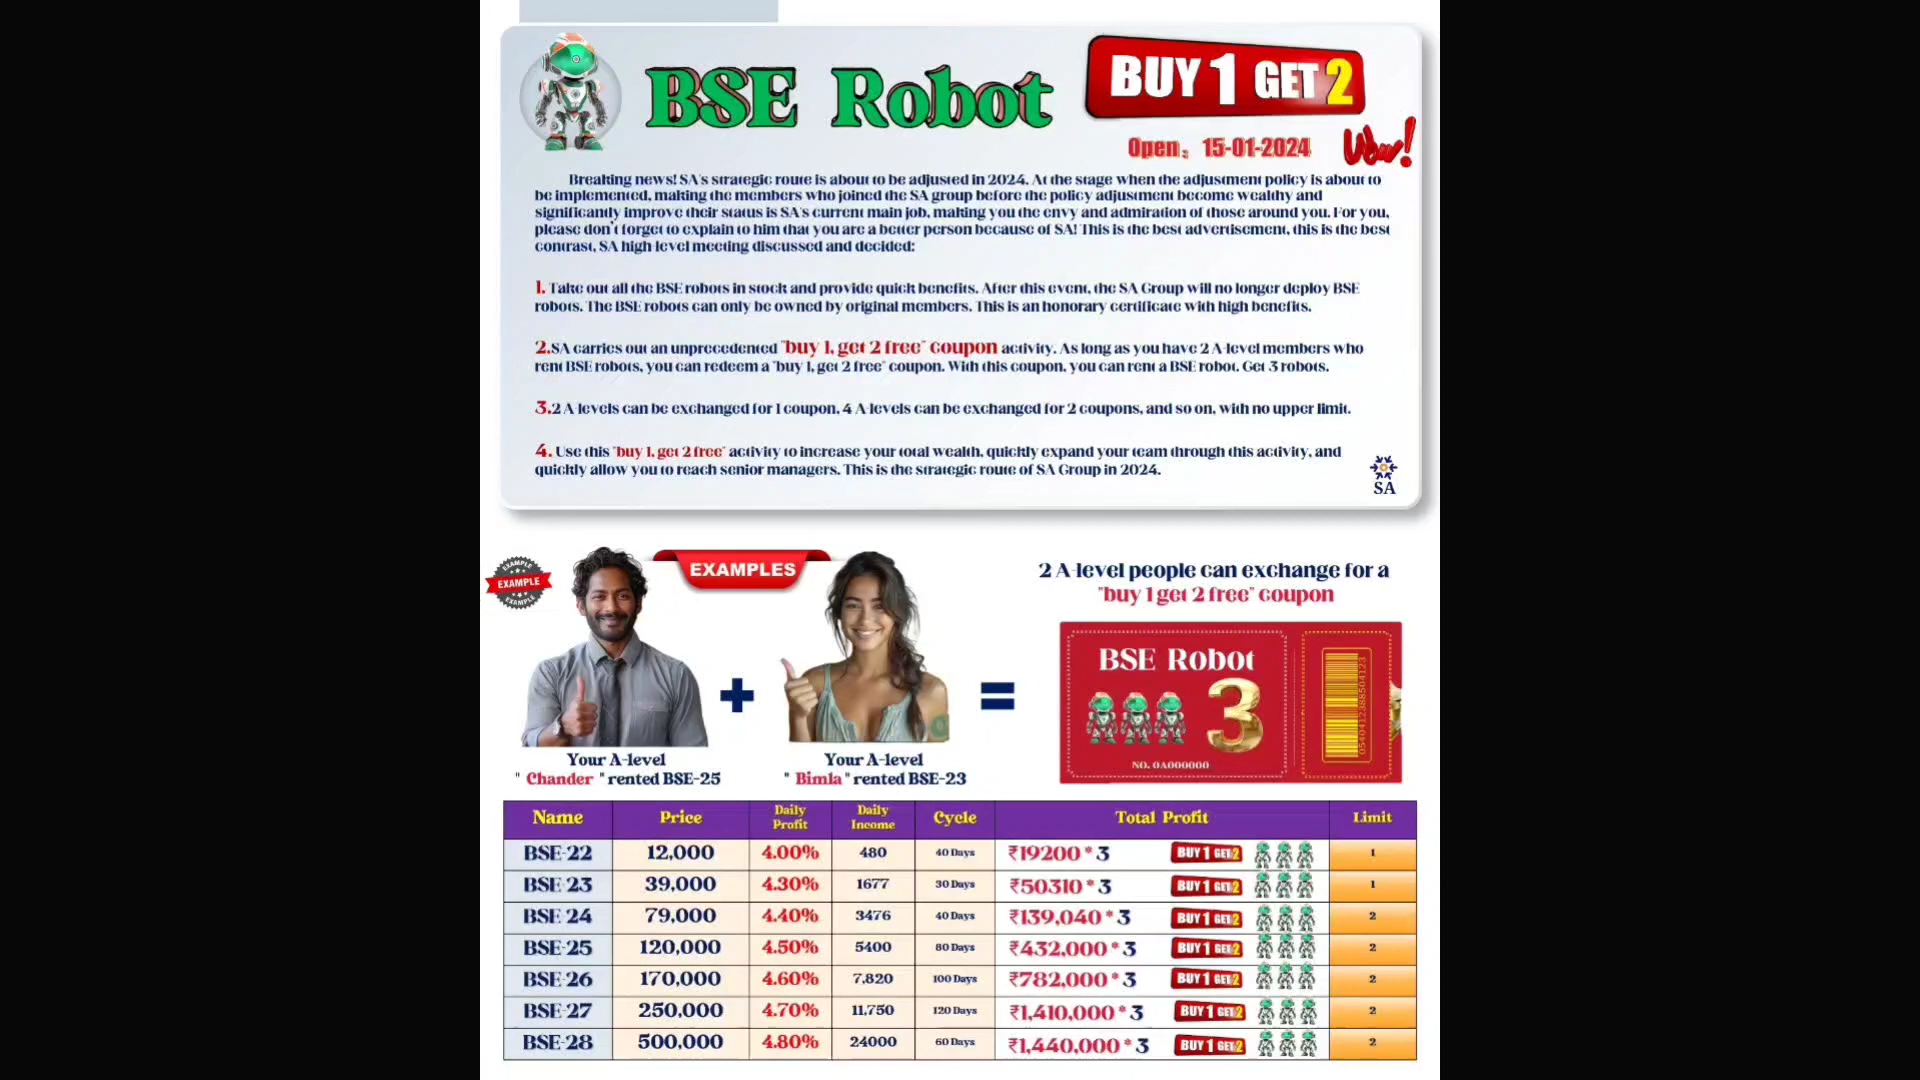 BSE Robot
BUY 1 GET 2
Open: 15-01-2024
Wow!
Breaking news! SA's strategic route is about to be adjusted in 2024. At the stage when the adjustment policy is about to
be implemented, making the members who joined the SA group before the policy adjustment become wealthy and
significantly improve their status is SA's current main job, making you the envy and admiration of those around you. For you,
please don't forget to explain to him that you are a better person because of SA! This is the best advertisement, this is the best
contrast, SA high level meeting discussed and decided:
1. Take out all the BSE robots in stock and provide quick benefits. After this event, the SA Group will no longer deploy BSE
robots. The BSE robots can only be owned by original members. This is an honorary certificate with high benefits.
2.SA carries out an unprecedented "buy 1, get 2 free" coupon activity. As long as you have 2 A-level members who
rent BSE robots, you can redeem a "buy 1, get 2 free" coupon. With this coupon, you can rent a BSE robot. Get 3 robots.
3.2 A-levels can be exchanged for 1 coupon, 4 A-levels can be exchanged for 2 coupons, and so on, with no upper limit.
4. Use this "buy 1, get 2 free" activity to increase your total wealth, quickly expand your team through this activity, and
quickly allow you to reach senior managers. This is the strategic route of SA Group in 2024.
SA
EXAMPLE
EXAMPLE
EXAMPLE
EXAMPLES
2 A-level people can exchange for a
"buy 1 get 2 free" coupon
BSE Robot
3
NO. 0A000000
0540412388504123
Your A-level
" Chander " rented BSE-25
Your A-level
" Bimla " rented BSE-23
Name Price Daily Profit Daily Income Cycle Total Profit Limit
BSE-22 12,000 4.00% 480 40 Days ₹19200 * 3 BUY 1 GET 2 1
BSE-23 39,000 4.30% 1677 30 Days ₹50310 * 3 BUY 1 GET 2 1
BSE-24 79,000 4.40% 3476 40 Days ₹139,040 * 3 BUY 1 GET 2 2
BSE-25 120,000 4.50% 5400 80 Days ₹432,000 * 3 BUY 1 GET 2 2
BSE-26 170,000 4.60% 7,820 100 Days ₹782,000 * 3 BUY 1 GET 2 2
BSE-27 250,000 4.70% 11,750 120 Days ₹1,410,000 * 3 BUY 1 GET 2 2
BSE-28 500,000 4.80% 24000 60 Days ₹1,440,000 * 3 BUY 1 GET 2 2